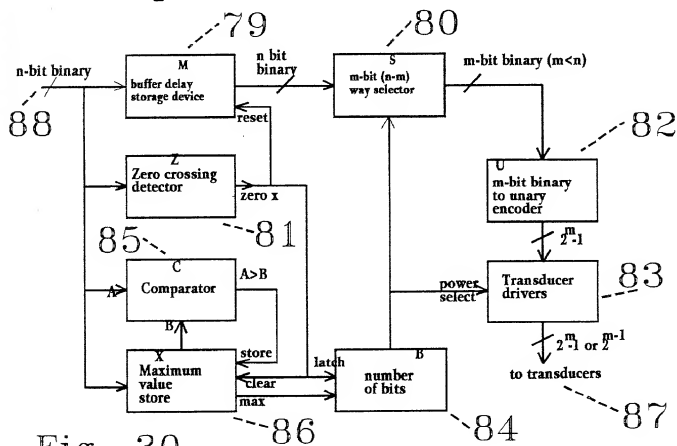 79
80
M
buffer delay
storage device
n bit
binary
S
m-bit (n-m)
way selector
m-bit binary (m<n)
n-bit binary
88
reset
82
Z
Zero crossing
detector
zero x
81
U
m-bit binary
to unary
encoder
2^m-1
85
C
Comparator
A>B
A
B
power
select
Transducer
drivers
83
store
latch
clear
max
X
Maximum
value
store
86
B
number
of bits
84
2^m-1 or 2^m-1
to transducers
87